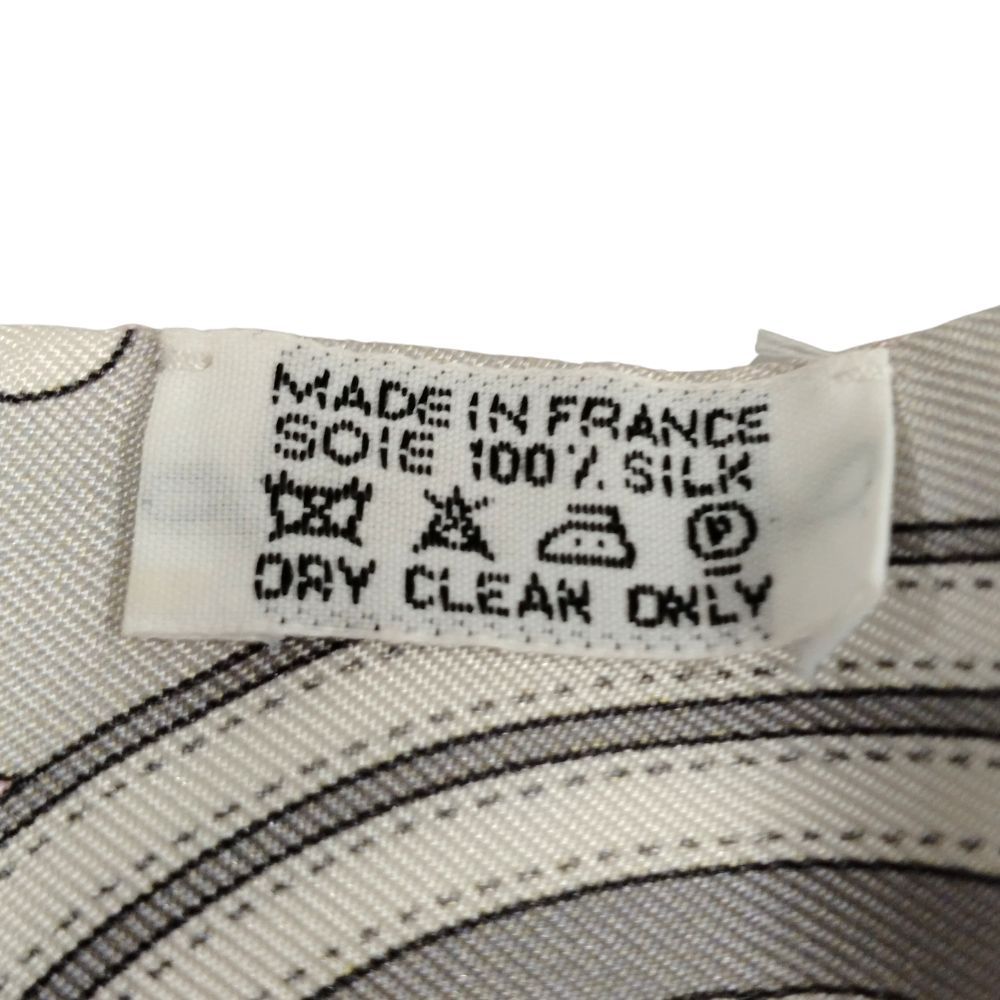 MADE IN FRANCE
SOIE 100% SILK
P
DRY CLEAN ONLY